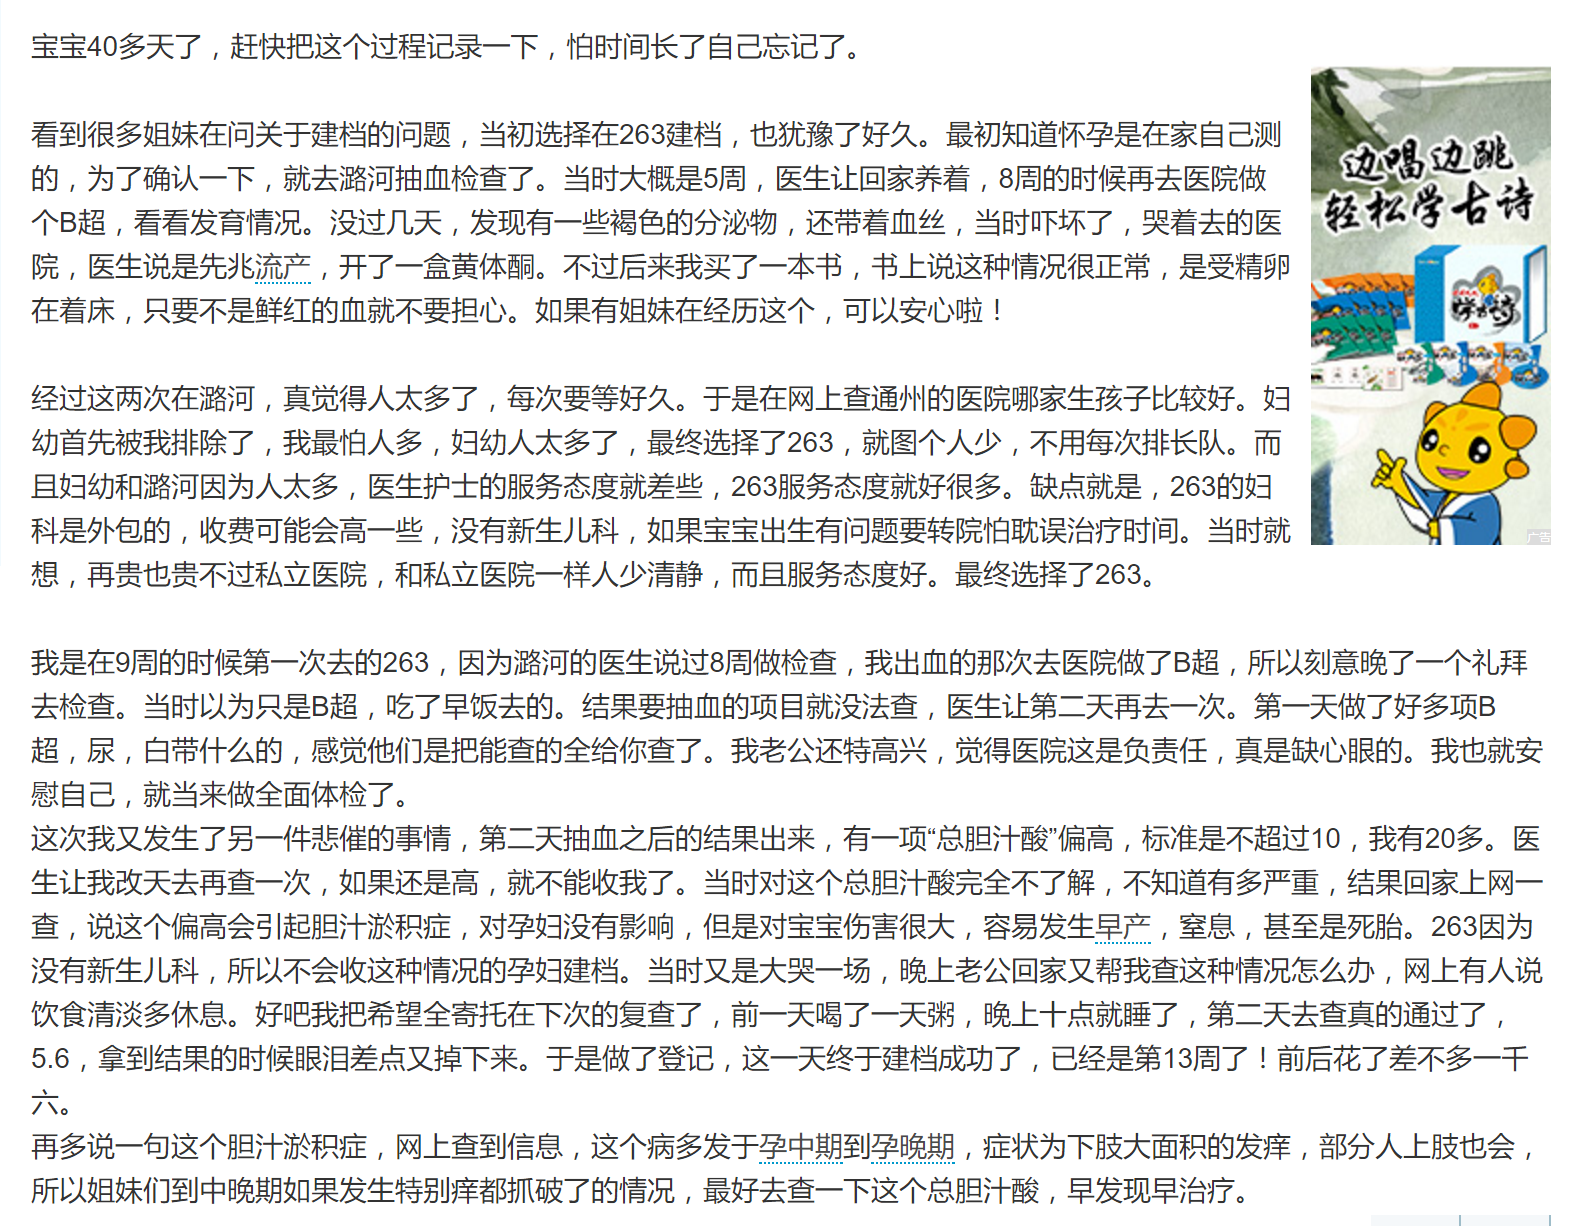 宝宝40多天了，赶快把这个过程记录一下，怕时间长了自己忘记了。
看到很多姐妹在问关于建档的问题，当初选择在263建档，也犹豫了好久。最初知道怀孕是在家自己测
的，为了确认一下，就去潞河抽血检查了。当时大概是5周，医生让回家养着，8周的时候再去医院做
个B超，看看发育情况。没过几天，发现有一些褐色的分泌物，还带着血丝，当时吓坏了，哭着去的医
院，医生说是先兆流产，开了一盒黄体酮。不过后来我买了一本书，书上说这种情况很正常，是受精卵
在着床，只要不是鲜红的血就不要担心。如果有姐妹在经历这个，可以安心啦！
经过这两次在潞河，真觉得人太多了，每次要等好久。于是在网上查通州的医院哪家生孩子比较好。妇
幼首先被我排除了，我最怕人多，妇幼人太多了，最终选择了263，就图个人少，不用每次排长队。而
且妇幼和潞河因为人太多，医生护士的服务态度就差些，263服务态度就好很多。缺点就是，263的妇
科是外包的，收费可能会高一些，没有新生儿科，如果宝宝出生有问题要转院怕耽误治疗时间。当时就
想，再贵也贵不过私立医院，和私立医院一样人少清静，而且服务态度好。最终选择了263。
边唱边跳
轻松学古诗
学古诗
广告
我是在9周的时候第一次去的263，因为潞河的医生说过8周做检查，我出血的那次去医院做了B超，所以刻意晚了一个礼拜
去检查。当时以为只是B超，吃了早饭去的。结果要抽血的项目就没法查，医生让第二天再去一次。第一天做了好多项B
超，尿，白带什么的，感觉他们是把能查的全给你查了。我老公还特高兴，觉得医院这是负责任，真是缺心眼的。我也就安
慰自己，就当来做全面体检了。
这次我又发生了另一件悲催的事情，第二天抽血之后的结果出来，有一项“总胆汁酸”偏高，标准是不超过10，我有20多。医
生让我改天去再查一次，如果还是高，就不能收我了。当时对这个总胆汁酸完全不了解，不知道有多严重，结果回家上网一
查，说这个偏高会引起胆汁淤积症，对孕妇没有影响，但是对宝宝伤害很大，容易发生早产，窒息，甚至是死胎。263因为
没有新生儿科，所以不会收这种情况的孕妇建档。当时又是大哭一场，晚上老公回家又帮我查这种情况怎么办，网上有人说
饮食清淡多休息。好吧我把希望全寄托在下次的复查了，前一天喝了一天粥，晚上十点就睡了，第二天去查真的通过了，
5.6，拿到结果的时候眼泪差点又掉下来。于是做了登记，这一天终于建档成功了，已经是第13周了！前后花了差不多一千
六。
再多说一句这个胆汁淤积症，网上查到信息，这个病多发于孕中期到孕晚期，症状为下肢大面积的发痒，部分人上肢也会，
所以姐妹们到中晚期如果发生特别痒都抓破了的情况，最好去查一下这个总胆汁酸，早发现早治疗。